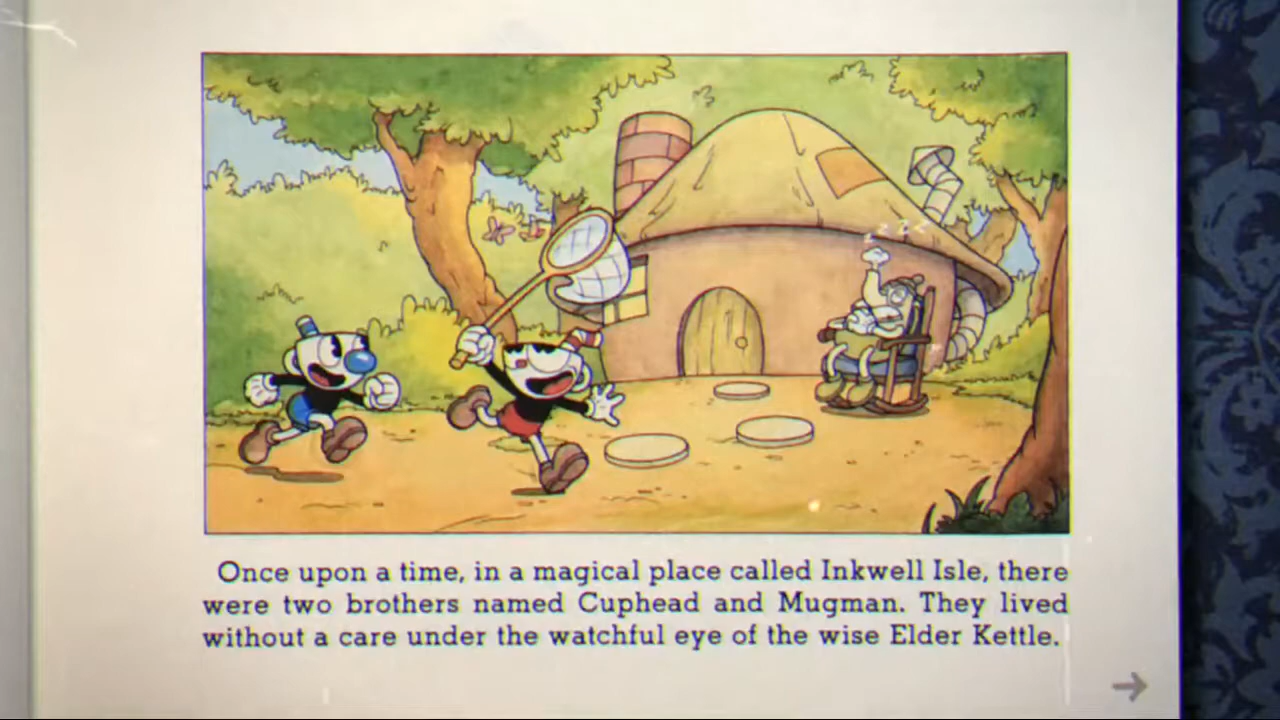 z z z z
Once upon a time, in a magical place called Inkwell Isle, there
were two brothers named Cuphead and Mugman. They lived
without a care under the watchful eye of the wise Elder Kettle.